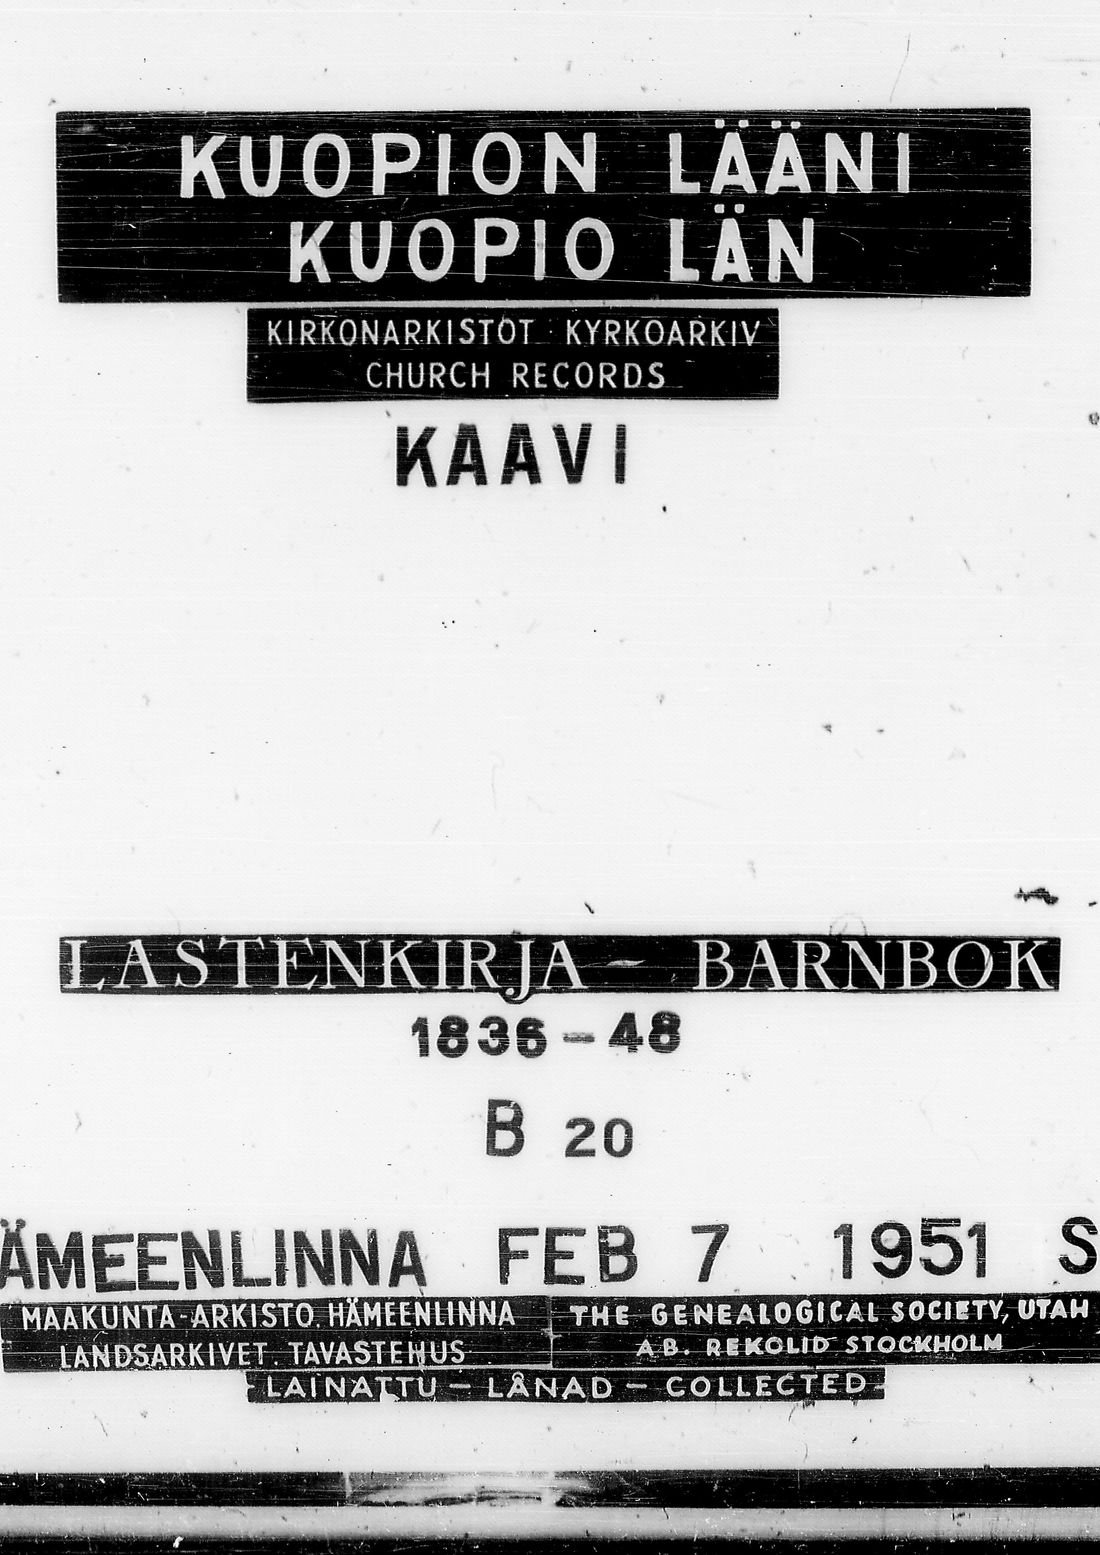 KUOPION LÄÄNI
KUOPIO LÄN
KIRKONARKISTOT KYRKOARKIV
CHURCH RECORDS
KAAVI
LASTENKIRJA - BARNBOK
1836-48
B 20
ÄMEENLINNA FEB 7 1951 S
MAAKUNTA-ARKISTO. HÄMEENLINNA
LANDSARKIVET. TAVASTEHUS
THE GENEALOGICAL SOCIETY, UTAH
A.B. REKOLID STOCKHOLM
LAINATTU - LÅNAD - COLLECTED